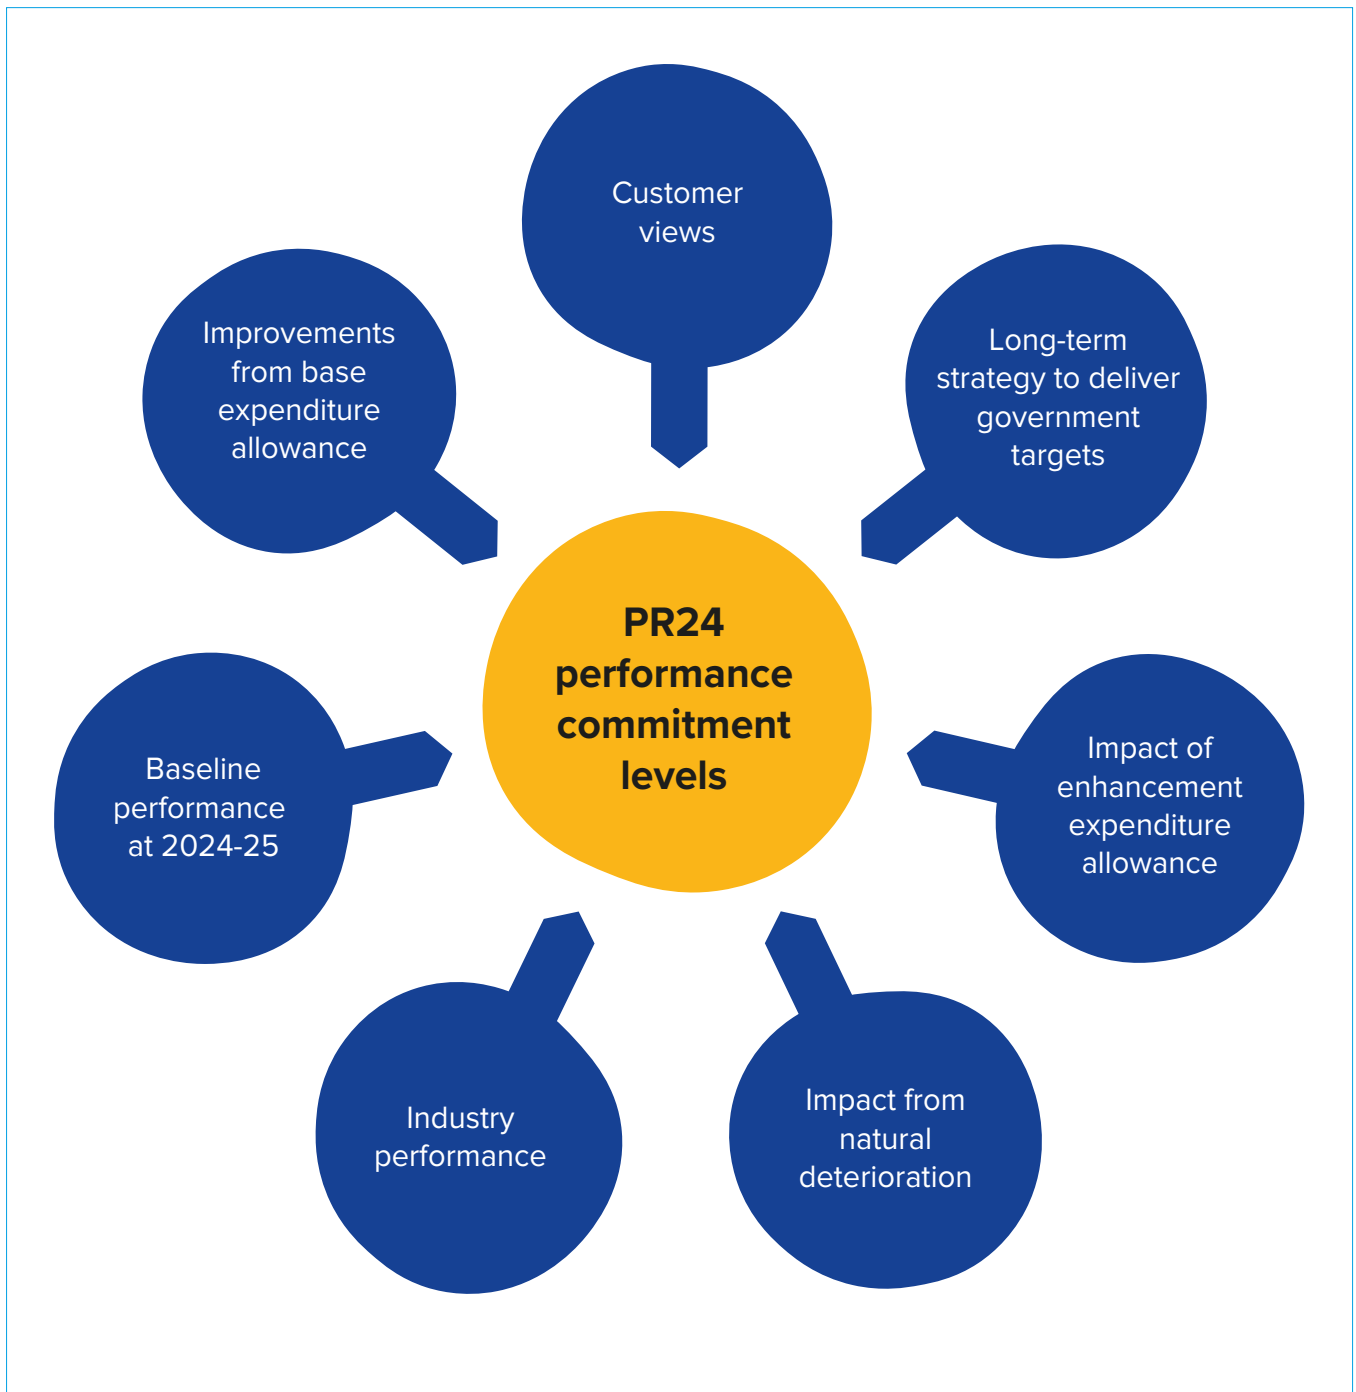 Customer
views
Improvements
from base
expenditure
allowance
Long-term
strategy to deliver
government
targets
PR24
performance
commitment
levels
Baseline
performance
at 2024-25
Impact of
enhancement
expenditure
allowance
Industry
performance
Impact from
natural
deterioration